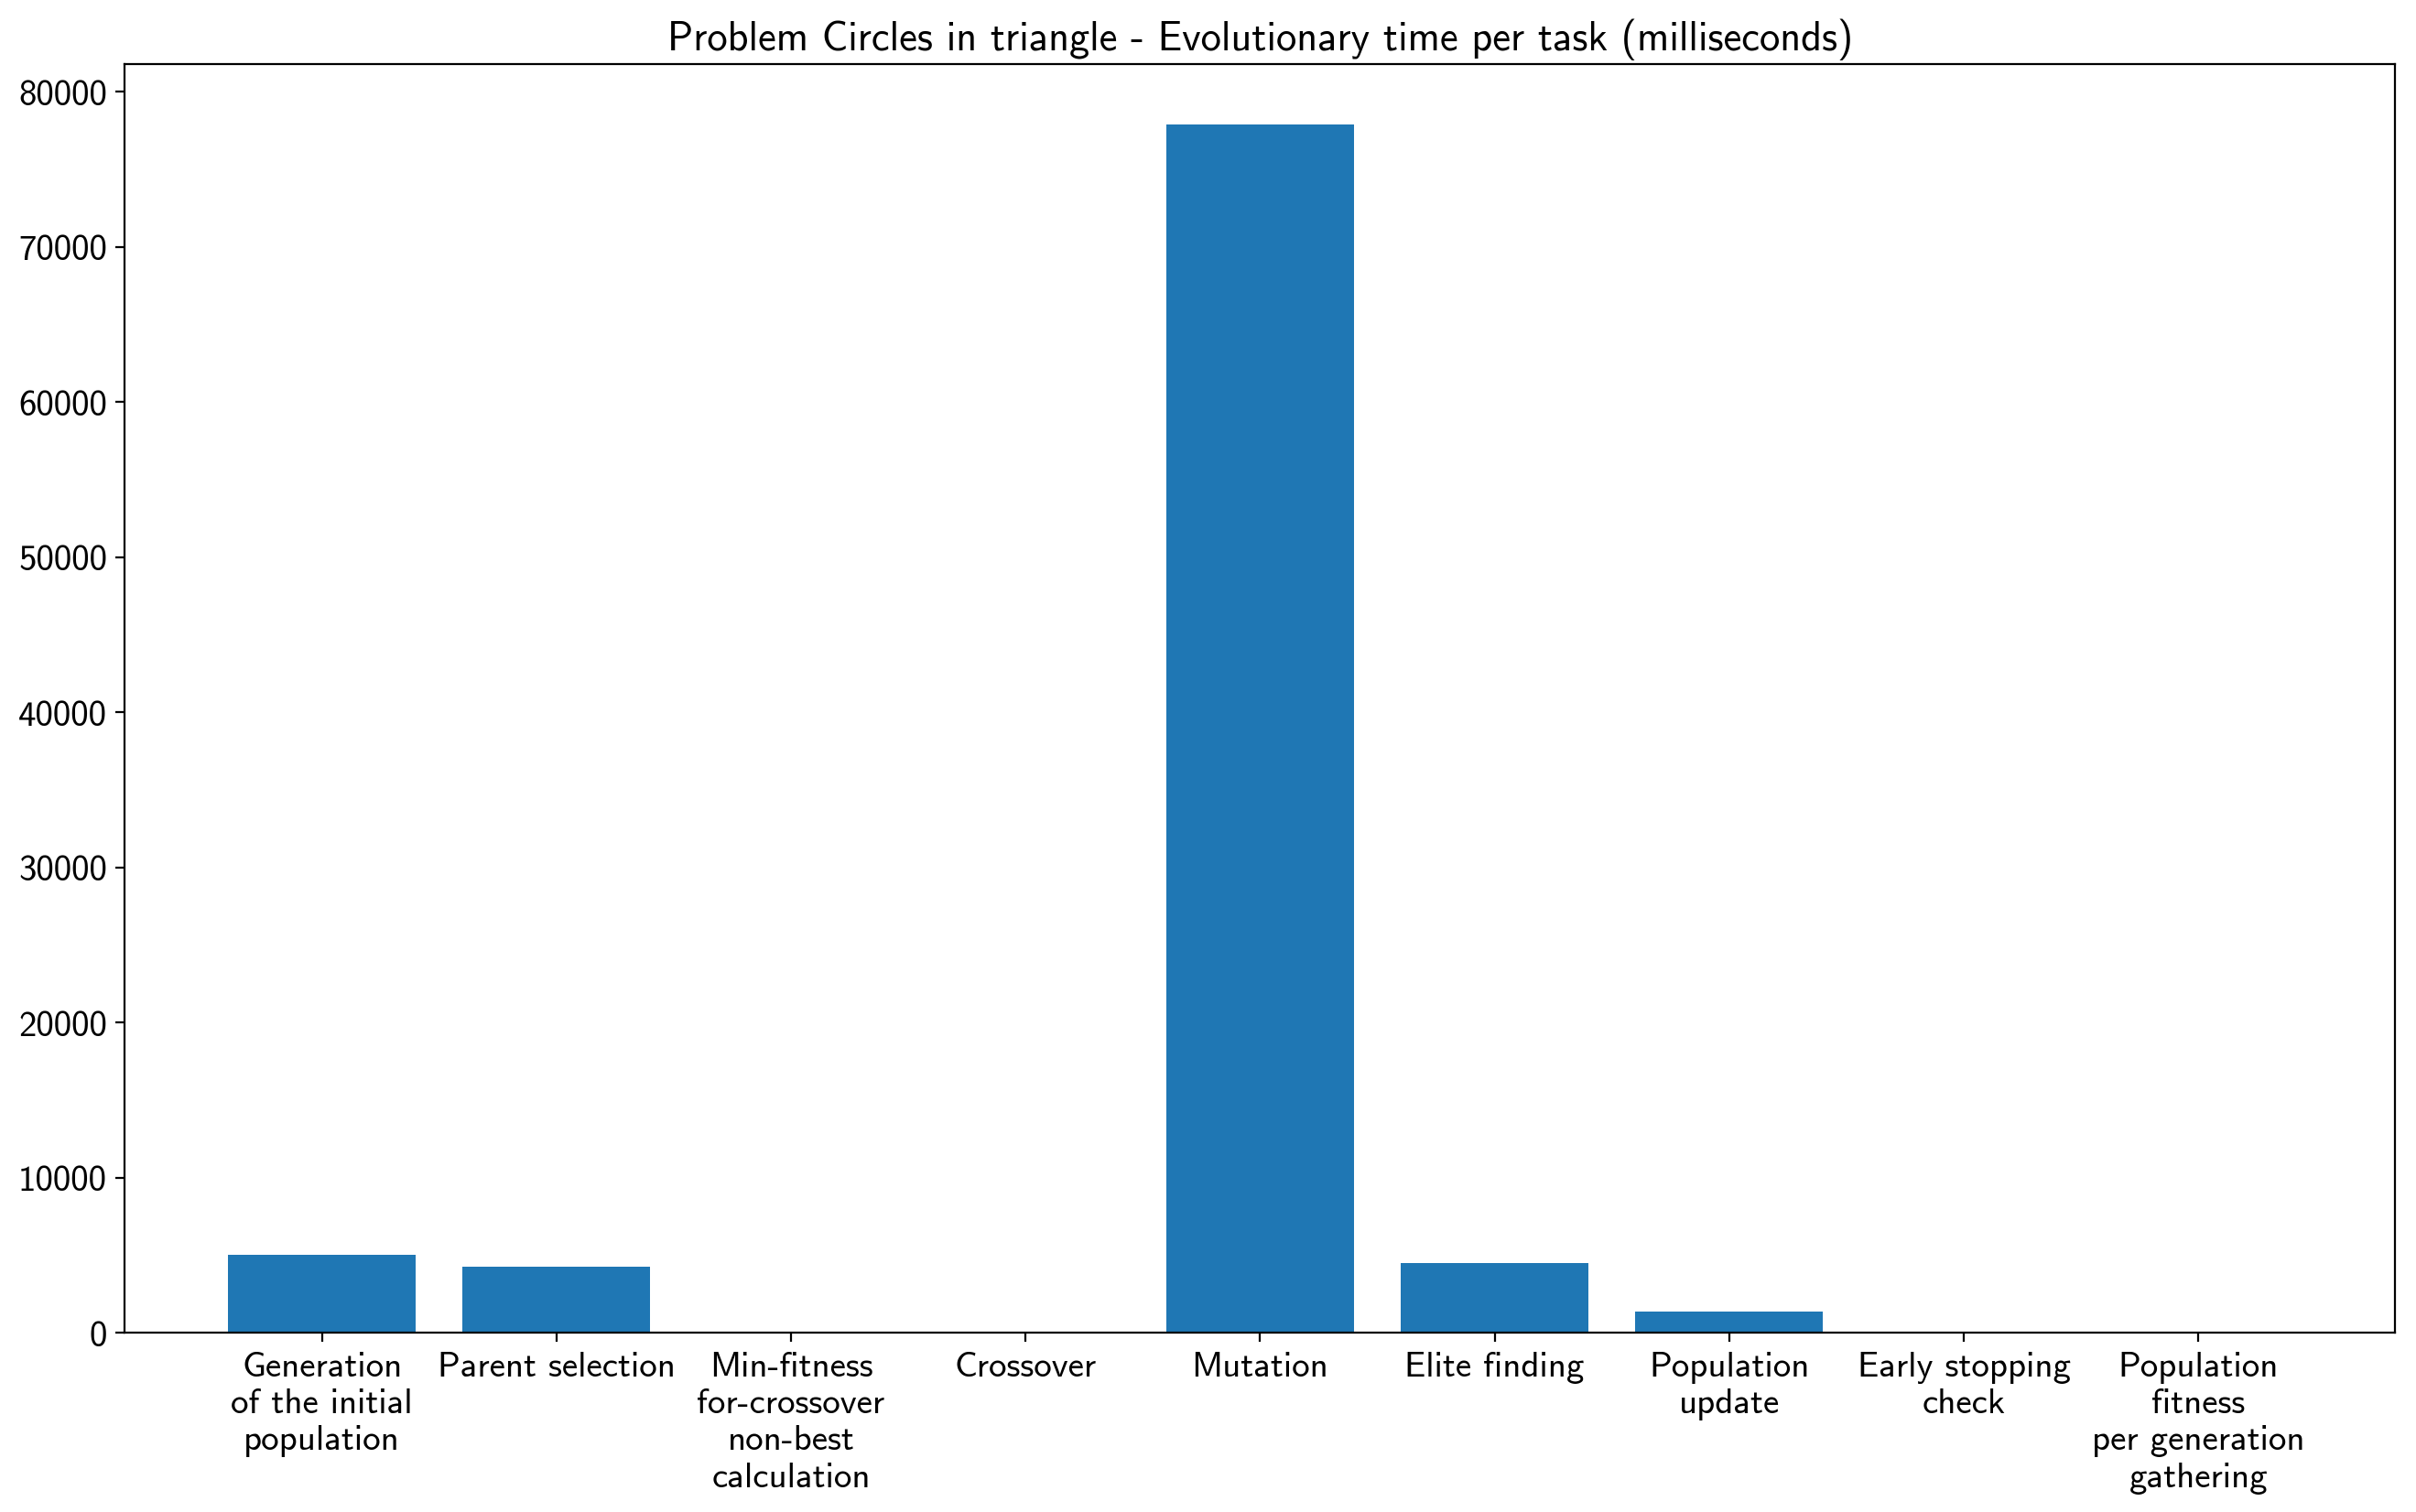 Problem Circles in triangle - Evolutionary time per task (milliseconds)
80000
70000
60000
50000
40000
30000
20000
10000
0
Generation
of the initial
population
Parent selection
Min-fitness
for-crossover
non-best
calculation
Crossover
Mutation
Elite finding
Population
update
Early stopping
check
Population
fitness
per generation
gathering